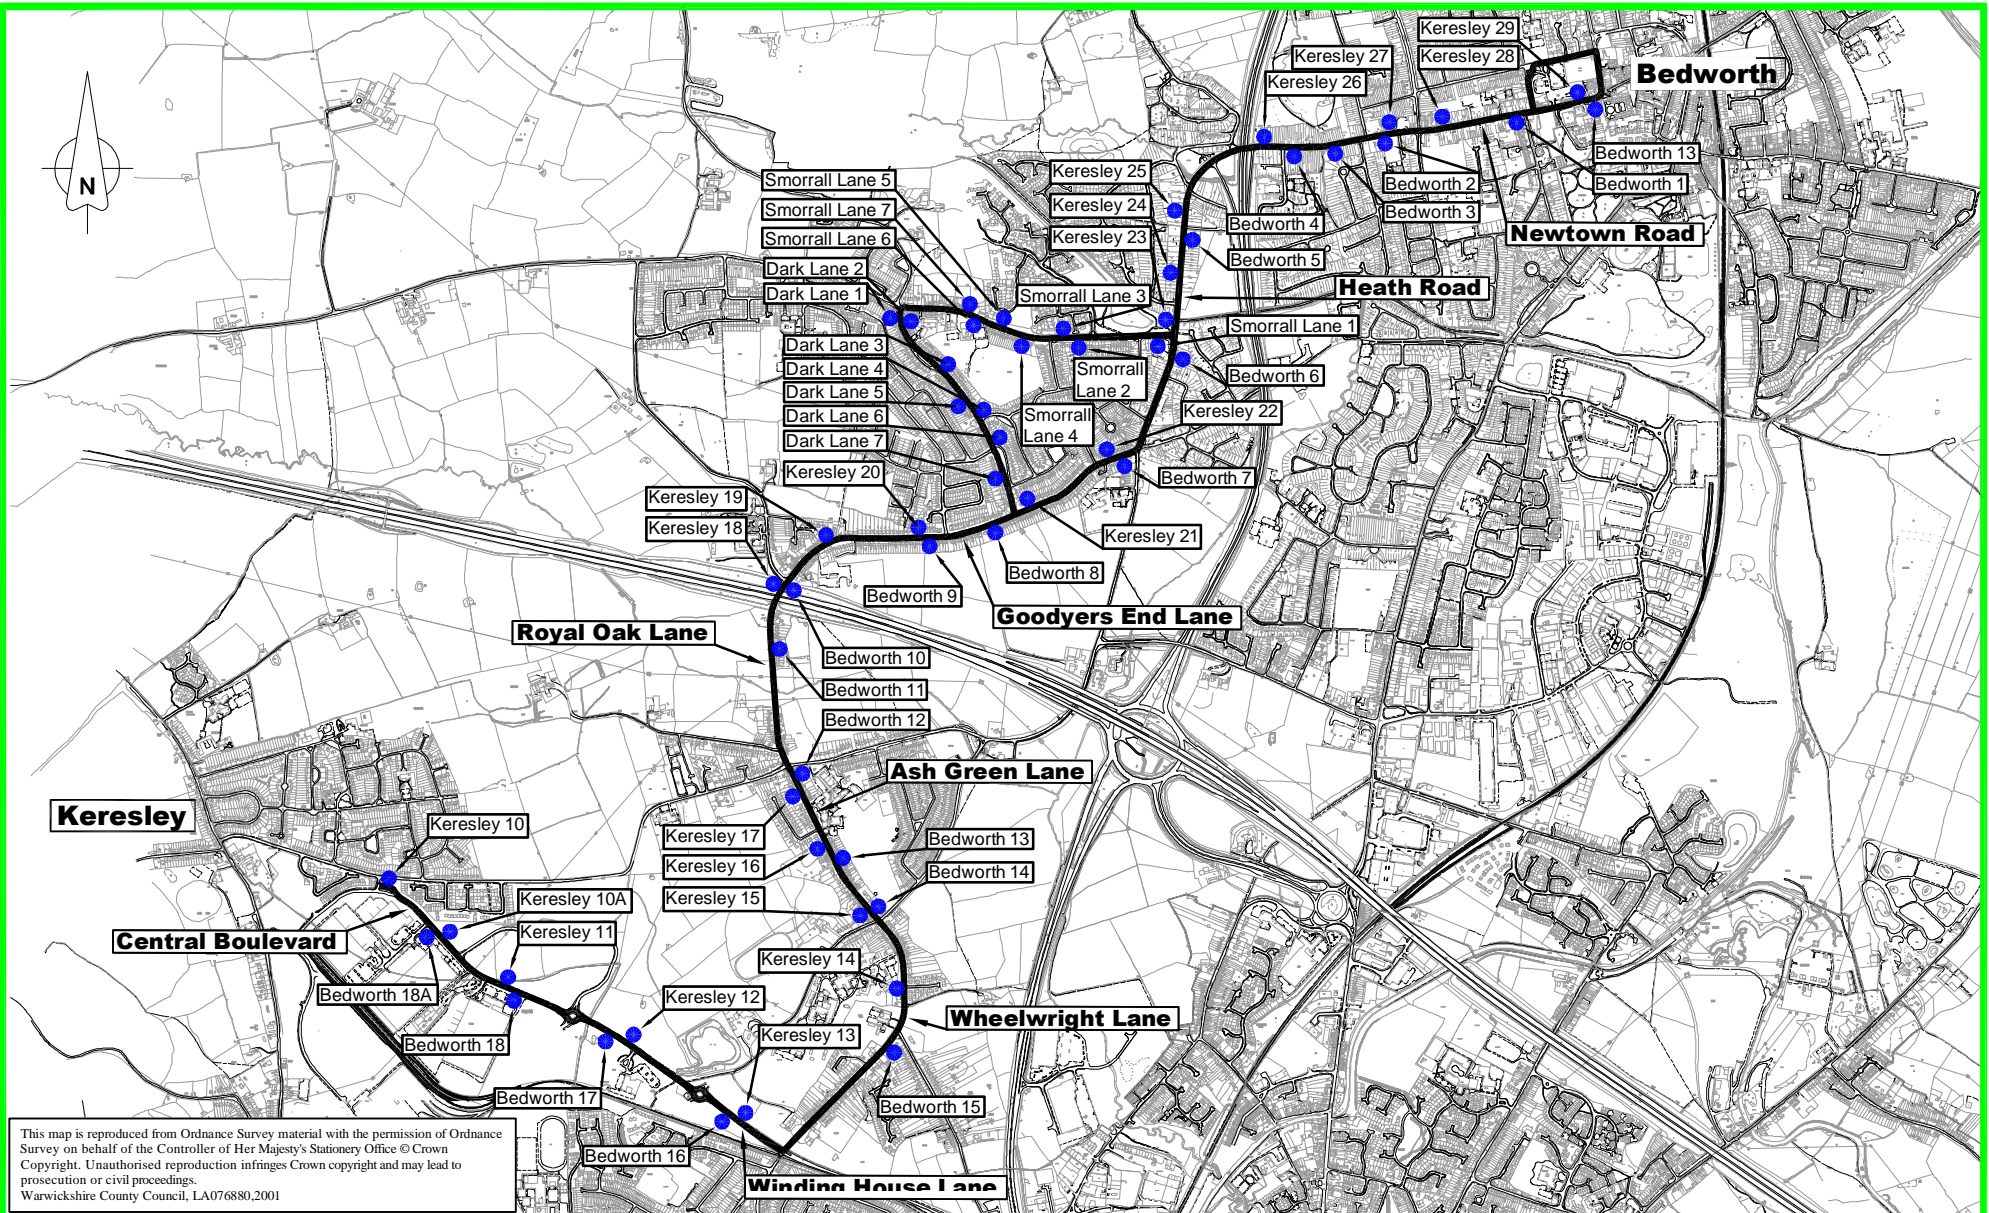 Keresley 29
Keresley 28
Keresley 27
Keresley 26
Bedworth
N
Bedworth 13
Bedworth 1
Bedworth 2
Bedworth 3
Bedworth 4
Newtown Road
Bedworth 5
Keresley 25
Keresley 24
Keresley 23
Smorrall Lane 5
Smorrall Lane 7
Smorrall Lane 6
Dark Lane 2
Dark Lane 1
Heath Road
Smorrall Lane 3
Smorrall Lane 1
Dark Lane 3
Dark Lane 4
Dark Lane 5
Dark Lane 6
Dark Lane 7
Smorrall
Lane 2
Bedworth 6
Smorrall
Lane 4
Keresley 22
Bedworth 7
Keresley 20
Keresley 19
Keresley 18
Keresley 21
Bedworth 8
Bedworth 9
Goodyers End Lane
Royal Oak Lane
Bedworth 10
Bedworth 11
Bedworth 12
Ash Green Lane
Keresley
Keresley 10
Keresley 17
Keresley 16
Keresley 15
Bedworth 13
Bedworth 14
Keresley 10A
Keresley 11
Central Boulevard
Bedworth 18A
Bedworth 18
Keresley 14
Keresley 12
Keresley 13
Wheelwright Lane
Bedworth 17
Bedworth 15
Bedworth 16
Winding House Lane
This map is reproduced from Ordnance Survey material with the permission of Ordnance
Survey on behalf of the Controller of Her Majesty's Stationery Office © Crown
Copyright. Unauthorised reproduction infringes Crown copyright and may lead to
prosecution or civil proceedings.
Warwickshire County Council, LA076880,2001